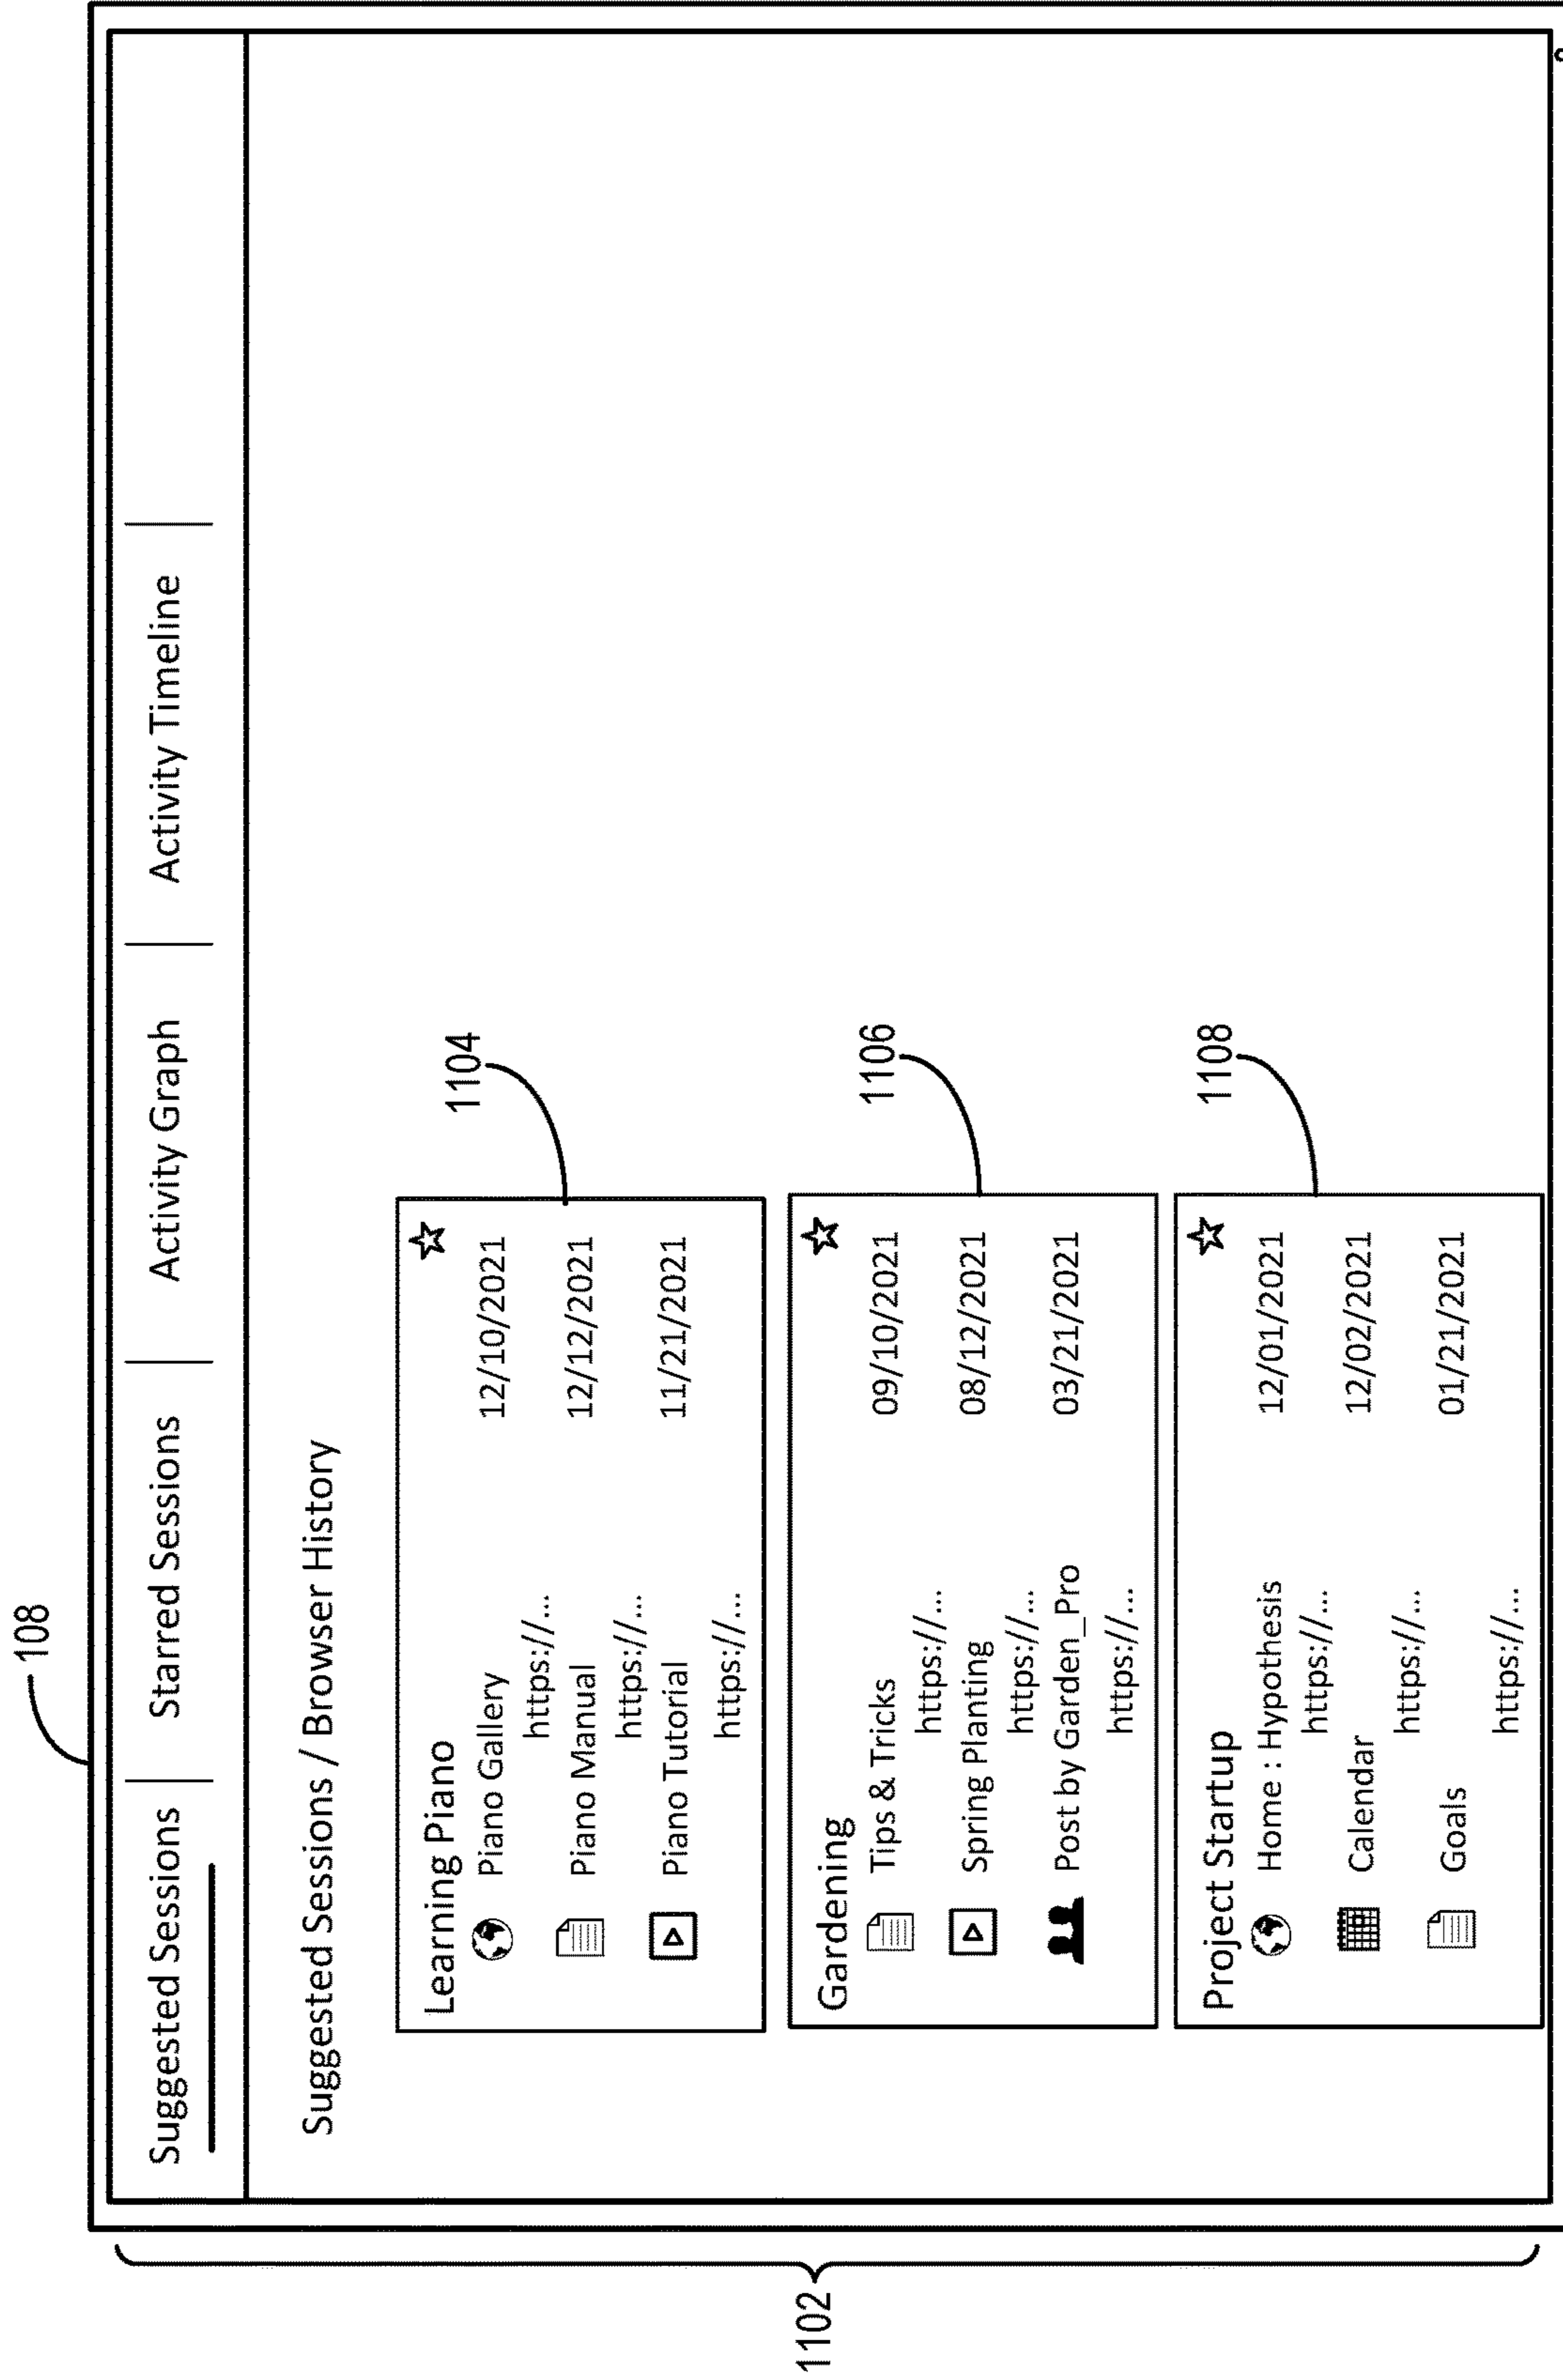 108
Suggested Sessions
Starred Sessions
Activity Graph
Activity Timeline
Suggested Sessions / Browser History
1102
1104
Learning Piano
Piano Gallery 12/10/2021
https://...
Piano Manual 12/12/2021
https://...
Piano Tutorial 11/21/2021
https://...
1106
Gardening
Tips & Tricks 09/10/2021
https://...
Spring Planting 08/12/2021
https://...
Post by Garden_Pro 03/21/2021
https://...
1108
Project Startup
Home : Hypothesis 12/01/2021
https://...
Calendar 12/02/2021
https://...
Goals 01/21/2021
https://...